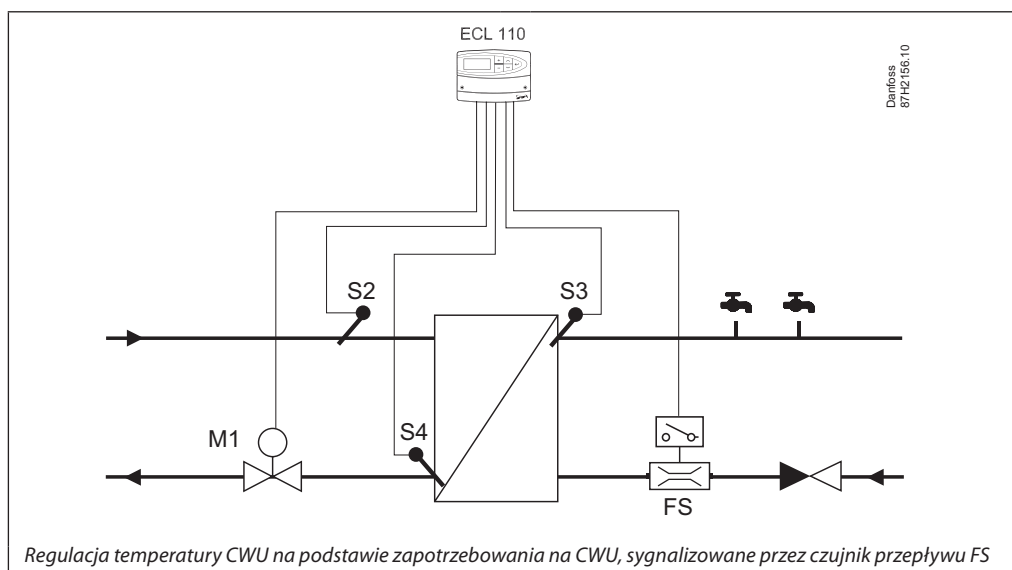 ECL 110
Danfoss
87H2156.10
S2
S3
M1
S4
FS
Regulacja temperatury CWU na podstawie zapotrzebowania na CWU, sygnalizowane przez czujnik przepływu FS